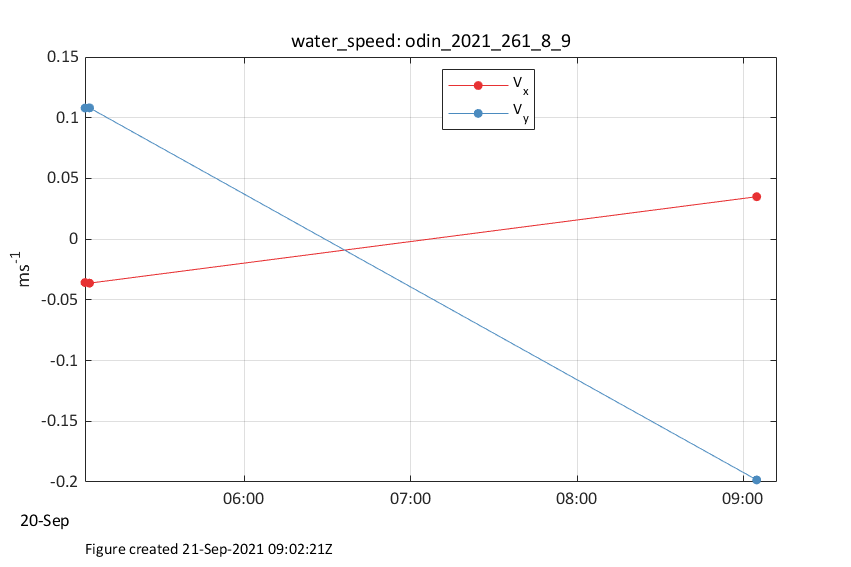 water_speed: odin_2021_261_8_9
0.15
0.1
0.05
0
-0.05
-0.1
-0.15
-0.2
ms-1
Vx
Vy
06:00
07:00
08:00
09:00
20-Sep
Figure created 21-Sep-2021 09:02:21Z